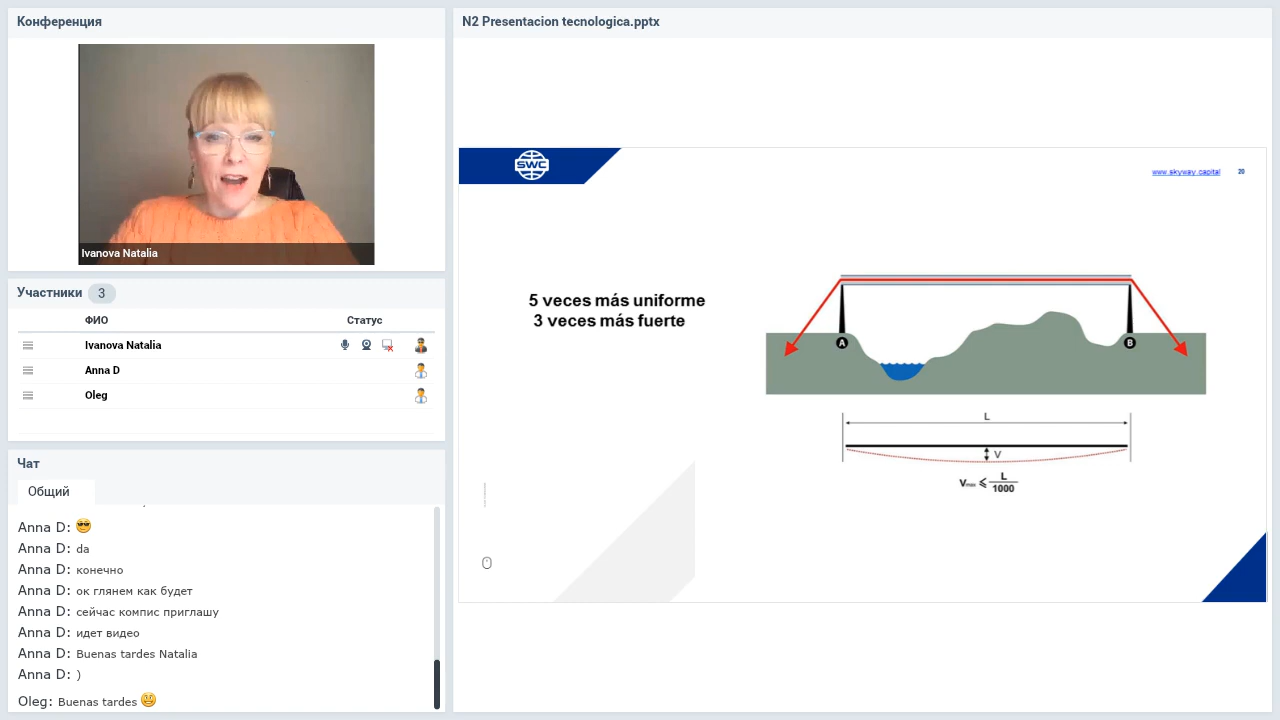 Конференция
Ivanova Natalia
Участники 3
ФИО Статус
Ivanova Natalia
Anna D
Oleg
Чат
Общий
Anna D:
Anna D: da
Anna D: конечно
Anna D: ок глянем как будет
Anna D: сейчас компис приглашу
Anna D: идет видео
Anna D: Buenas tardes Natalia
Anna D: )
Oleg: Buenas tardes
N2 Presentacion tecnologica.pptx
SWC
www.skyway.capital 20
5 veces más uniforme
3 veces más fuerte
A B
L
V
Vmax ⩽ L
1000